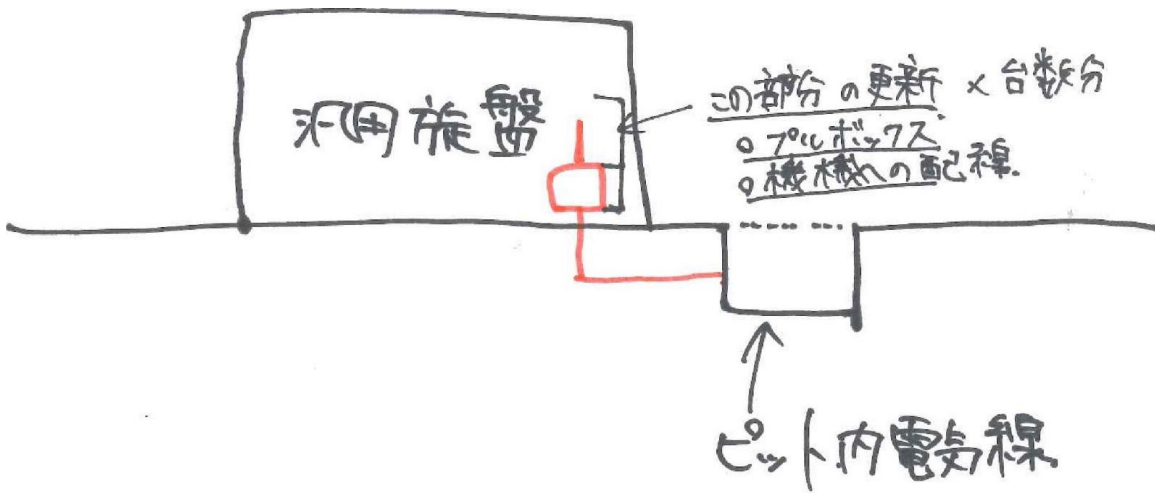 汎用旋盤
この部分の更新 × 台数分
○ プルボックス
○ 機械への配線
ピット内電気線